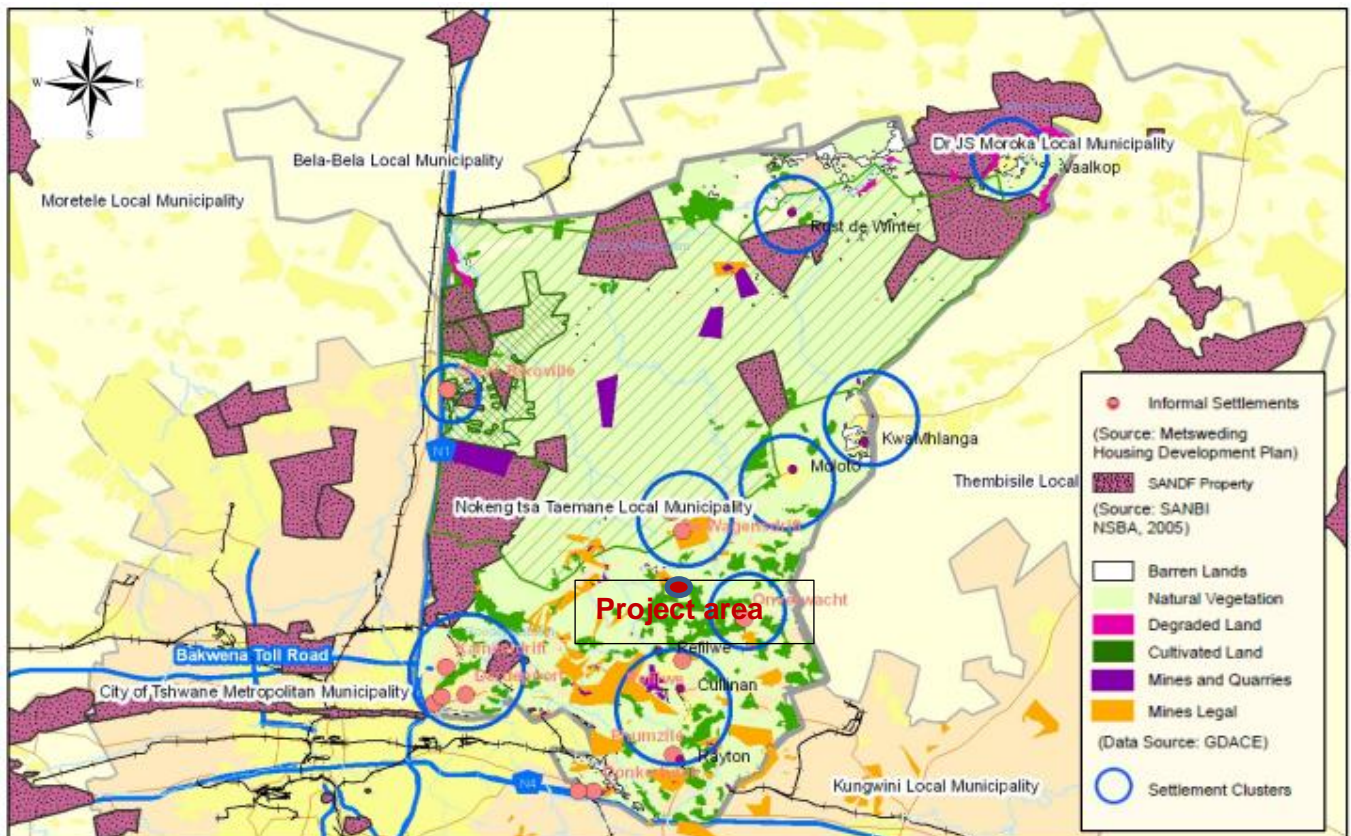 N
W
E
S
Bela-Bela Local Municipality
Moretele Local Municipality
Dr JS Moroka Local Municipality
Vaalkop
Rust de Winter
N1
KwaMhlanga
Moloto
Thembisile Local
Nokeng tsa Taemane Local Municipality
Wagensdrift
Project area
Onverwacht
Refilwe
Cullinan
Bakwena Toll Road
Kameeldrift
City of Tshwane Metropolitan Municipality
Rayton
N4
Kungwini Local Municipality
Informal Settlements
(Source: Metsweding
Housing Development Plan)
SANDF Property
(Source: SANBI
NSBA, 2005)
Barren Lands
Natural Vegetation
Degraded Land
Cultivated Land
Mines and Quarries
Mines Legal
(Data Source: GDACE)
Settlement Clusters